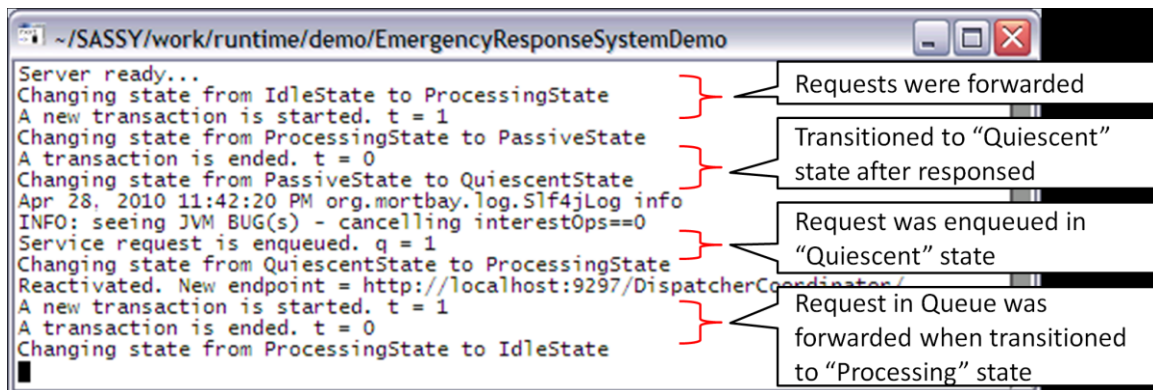 ~/SASSY/work/runtime/demo/EmergencyResponseSystemDemo
Server ready...
Changing state from IdleState to ProcessingState
A new transaction is started. t = 1
Changing state from ProcessingState to PassiveState
A transaction is ended. t = 0
Changing state from PassiveState to QuiescentState
Apr 28, 2010 11:42:20 PM org.mortbay.log.Slf4jLog info
INFO: seeing JVM BUG(s) - cancelling interestOps==0
Service request is enqueued. q = 1
Changing state from QuiescentState to ProcessingState
Reactivated. New endpoint = http://localhost:9297/DispatcherCoordinator/
A new transaction is started. t = 1
A transaction is ended. t = 0
Changing state from ProcessingState to IdleState
Requests were forwarded
Transitioned to “Quiescent”
state after responsed
Request was enqueued in
“Quiescent” state
Request in Queue was
forwarded when transitioned
to “Processing” state